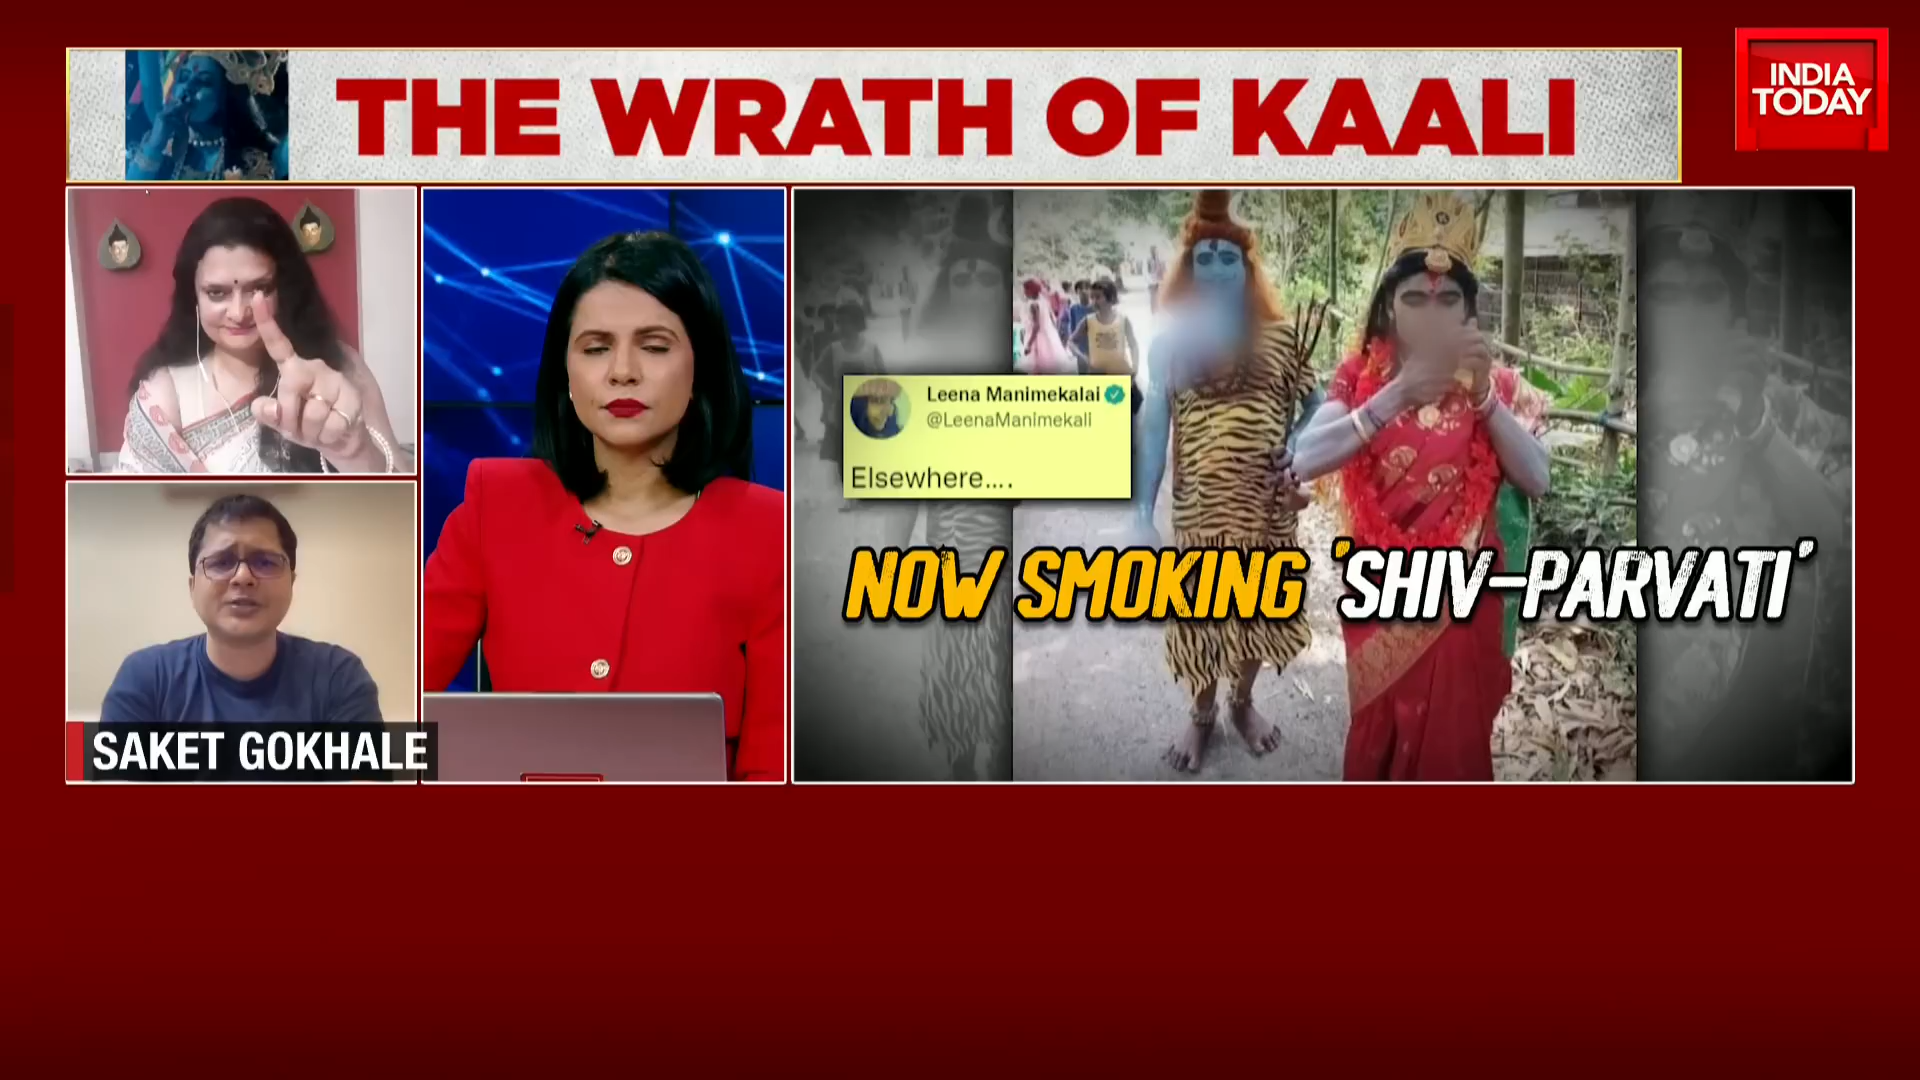 THE WRATH OF KAALI
INDIA
TODAY
Leena Manimekalai
@LeenaManimekali
Elsewhere....
NOW SMOKING 'SHIV-PARVATI'
SAKET GOKHALE